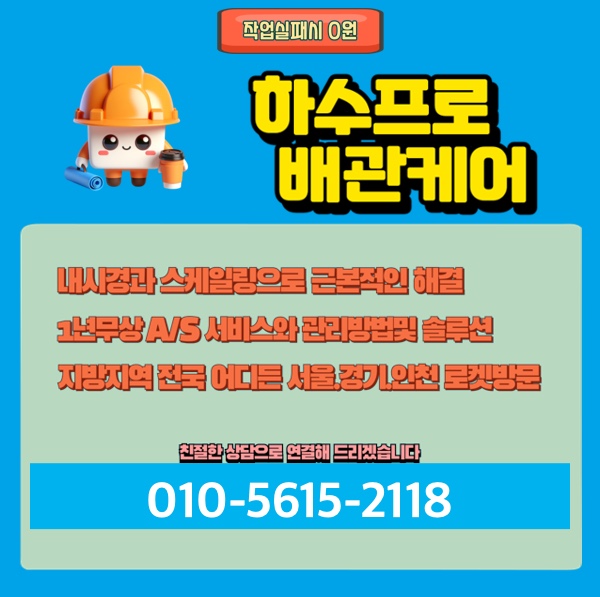 작업실패시 0원
하수프로
배관케어
내시경과 스케일링으로 근본적인 해결
1년무상 A/S 서비스와 관리방법및 솔루션
지방지역 전국 어디든 서울,경기,인천 로켓방문
친절한 상담으로 연결해 드리겠습니다
010-5615-2118